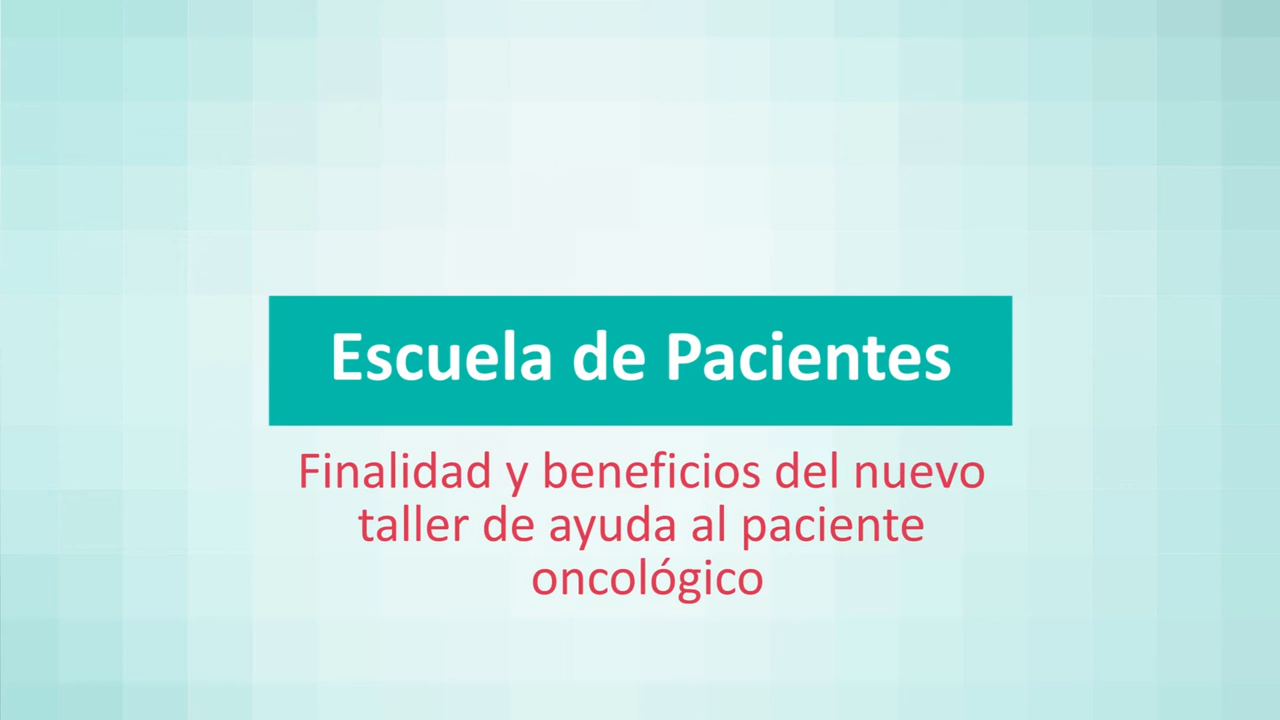 Escuela de Pacientes
Finalidad y beneficios del nuevo
taller de ayuda al paciente
oncológico